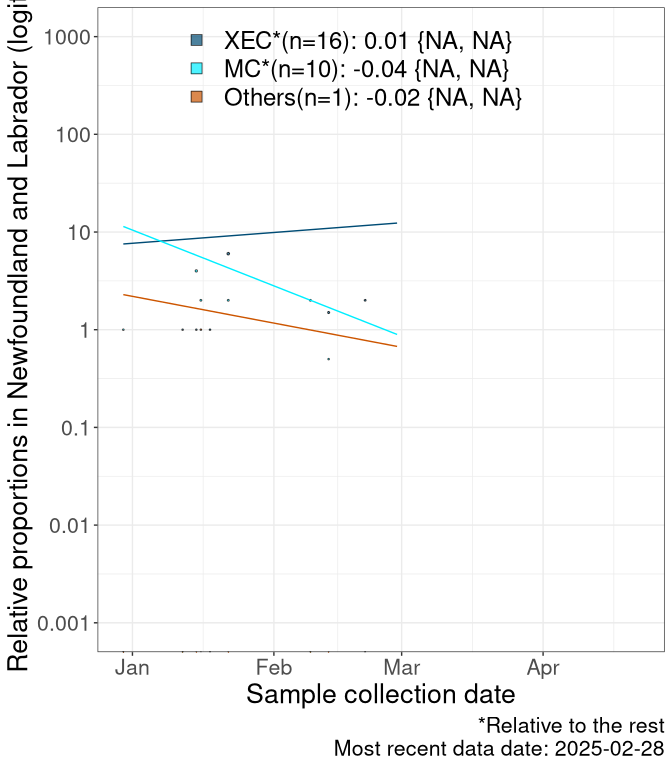 XEC*(n=16): 0.01 {NA, NA}
MC*(n=10): -0.04 {NA, NA}
Others(n=1): -0.02 {NA, NA}
1000
100
10
1
0.1
0.01
0.001
Relative proportions in Newfoundland and Labrador
Jan Feb Mar Apr
Sample collection date
*Relative to the rest
Most recent data date: 2025-02-28